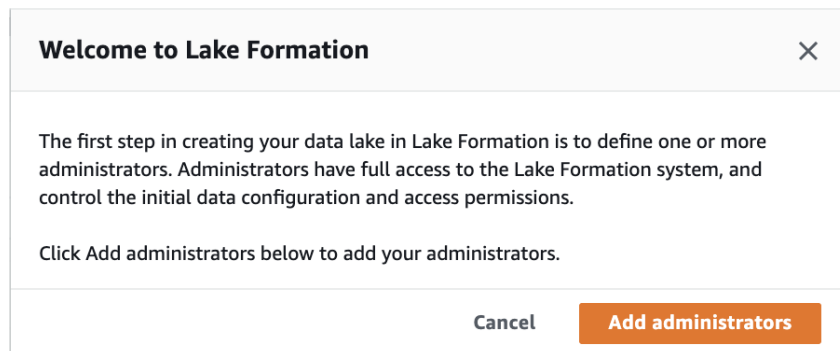 Welcome to Lake Formation
The first step in creating your data lake in Lake Formation is to define one or more
administrators. Administrators have full access to the Lake Formation system, and
control the initial data configuration and access permissions.
Click Add administrators below to add your administrators.
Cancel
Add administrators